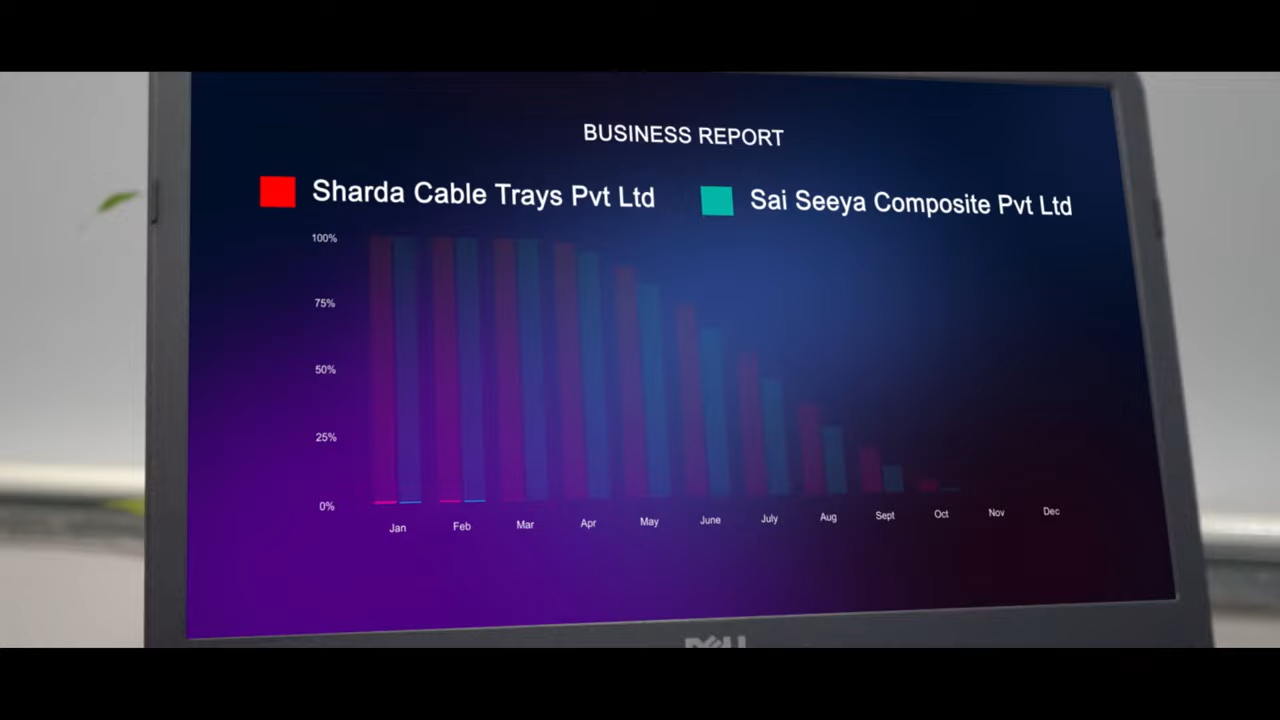 BUSINESS REPORT
Sharda Cable Trays Pvt Ltd
Sai Seeya Composite Pvt Ltd
100%
75%
50%
25%
0%
Jan Feb Mar Apr May June July Aug Sept Oct Nov Dec
DELL